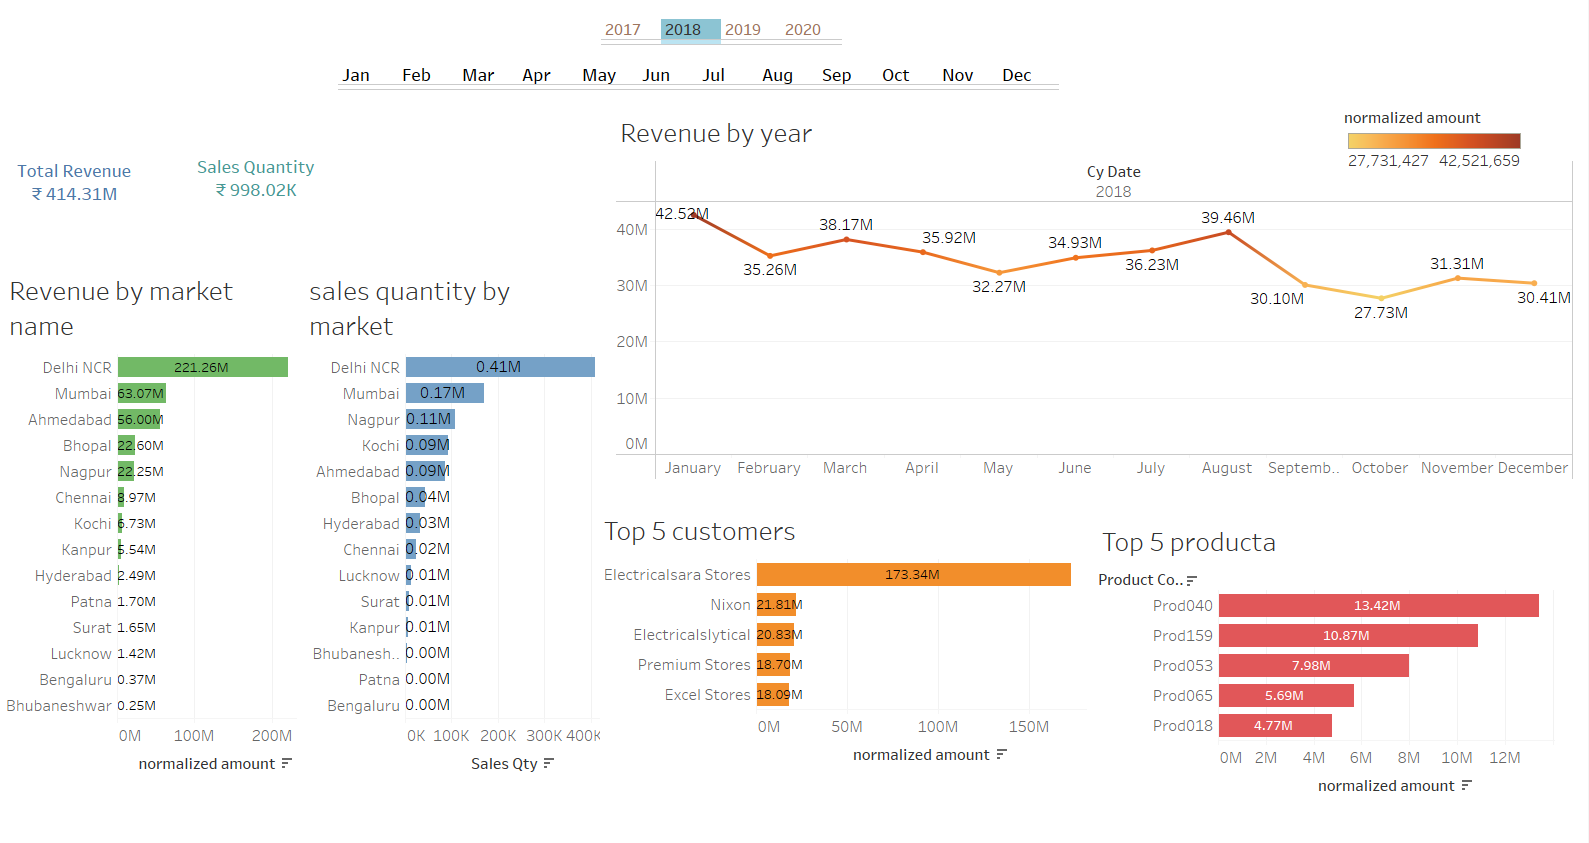 2017 2018 2019 2020
Jan Feb Mar Apr May Jun Jul Aug Sep Oct Nov Dec
Total Revenue
₹ 414.31M
Sales Quantity
₹ 998.02K
Revenue by year
normalized amount
27,731,427 42,521,659
Cy Date
2018
40M
30M
20M
10M
0M
42.52M
35.26M
38.17M
35.92M
32.27M
34.93M
36.23M
39.46M
30.10M
27.73M
31.31M
30.41M
January February March April May June July August Septemb.. October November December
Revenue by market
name
Delhi NCR 221.26M
Mumbai 63.07M
Ahmedabad 56.00M
Bhopal 22.60M
Nagpur 22.25M
Chennai 8.97M
Kochi 6.73M
Kanpur 5.54M
Hyderabad 2.49M
Patna 1.70M
Surat 1.65M
Lucknow 1.42M
Bengaluru 0.37M
Bhubaneshwar 0.25M
0M 100M 200M
normalized amount
sales quantity by
market
Delhi NCR 0.41M
Mumbai 0.17M
Nagpur 0.11M
Kochi 0.09M
Ahmedabad 0.09M
Bhopal 0.04M
Hyderabad 0.03M
Chennai 0.02M
Lucknow 0.01M
Surat 0.01M
Kanpur 0.01M
Bhubanesh.. 0.00M
Patna 0.00M
Bengaluru 0.00M
0K 100K 200K 300K 400K
Sales Qty
Top 5 customers
Electricalsara Stores 173.34M
Nixon 21.81M
Electricalslytical 20.83M
Premium Stores 18.70M
Excel Stores 18.09M
0M 50M 100M 150M
normalized amount
Top 5 producta
Product Co..
Prod040 13.42M
Prod159 10.87M
Prod053 7.98M
Prod065 5.69M
Prod018 4.77M
0M 2M 4M 6M 8M 10M 12M
normalized amount